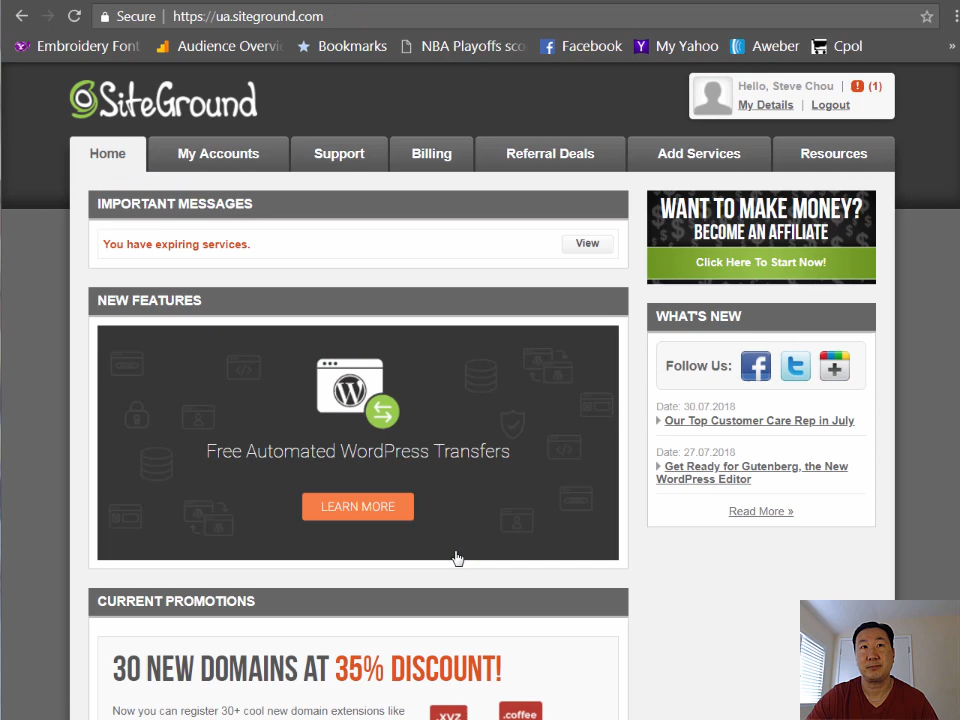 Secure
https://ua.siteground.com
Embroidery Font
Audience Overvi
Bookmarks
NBA Playoffs sco
Facebook
My Yahoo
Aweber
Cpol
»
SiteGround
Hello, Steve Chou | ! (1)
My Details | Logout
Home
My Accounts
Support
Billing
Referral Deals
Add Services
Resources
IMPORTANT MESSAGES
You have expiring services.
View
NEW FEATURES
Free Automated WordPress Transfers
LEARN MORE
CURRENT PROMOTIONS
30 NEW DOMAINS AT 35% DISCOUNT!
Now you can register 30+ cool new domain extensions like
.XYZ
.coffee
WANT TO MAKE MONEY?
BECOME AN AFFILIATE
Click Here To Start Now!
WHAT'S NEW
Follow Us:
Date: 30.07.2018
Our Top Customer Care Rep in July
Date: 27.07.2018
Get Ready for Gutenberg, the New
WordPress Editor
Read More »